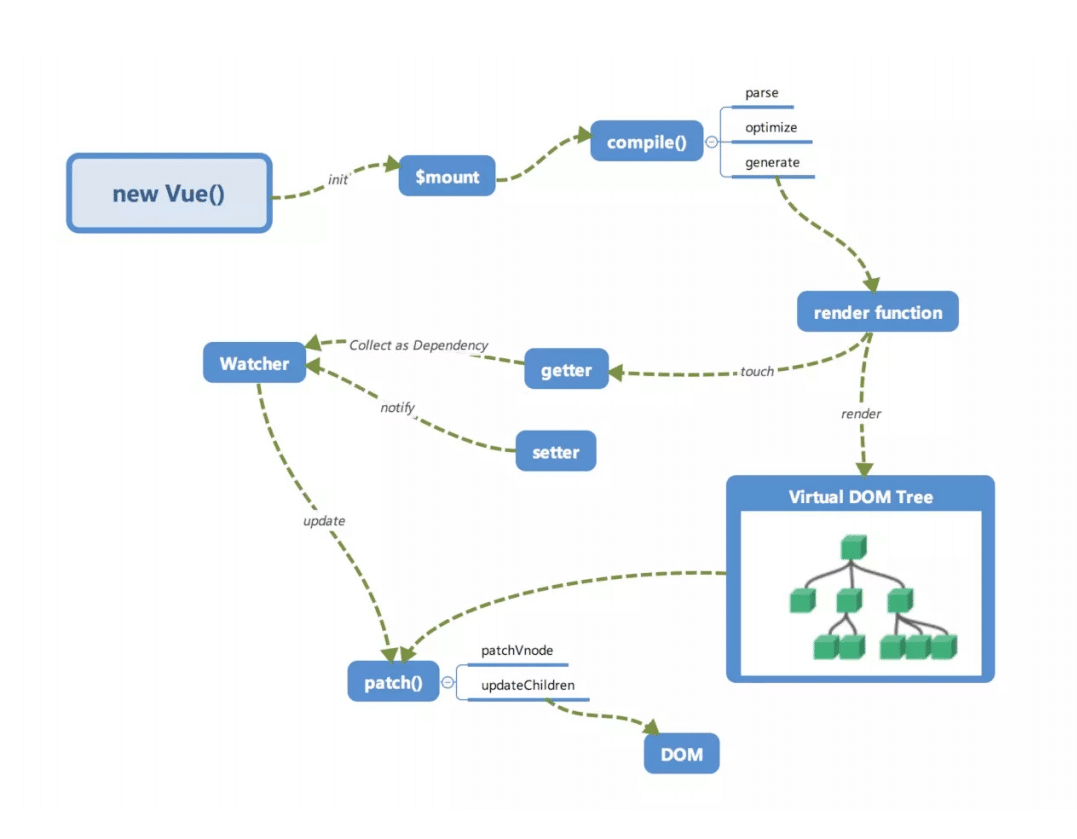 parse
compile()
optimize
generate
new Vue()
init
$mount
render function
Watcher
Collect as Dependency
getter
touch
notify
setter
render
Virtual DOM Tree
update
patch()
patchVnode
updateChildren
DOM